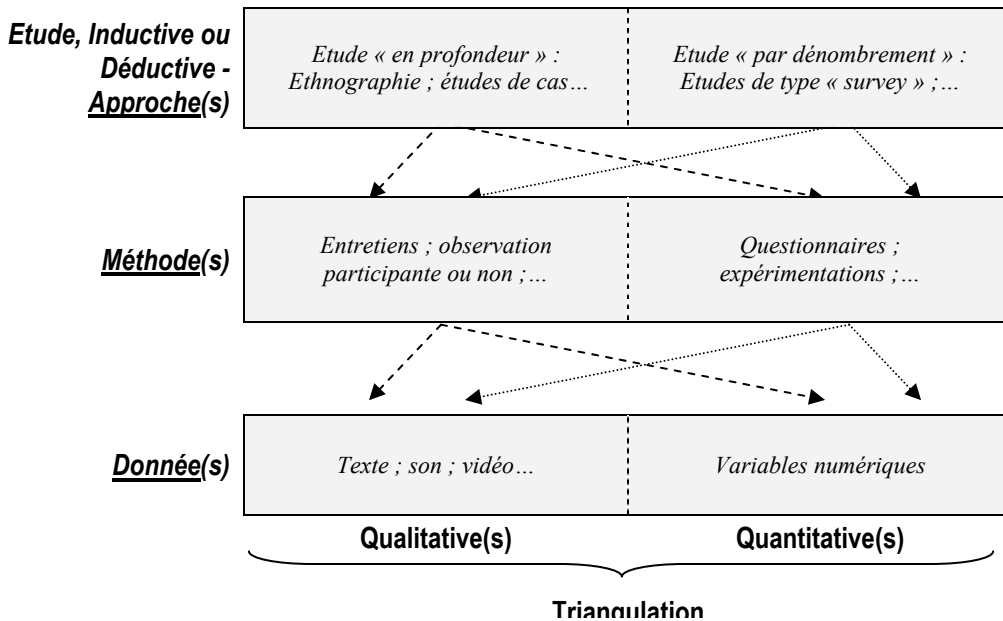 Etude, Inductive ou
Déductive -
Approche(s)
Etude « en profondeur » :
Ethnographie ; études de cas…
Etude « par dénombrement » :
Etudes de type « survey » ;…
Méthode(s)
Entretiens ; observation
participante ou non ;…
Questionnaires ;
expérimentations ;…
Donnée(s)
Texte ; son ; vidéo…
Variables numériques
Qualitative(s)
Quantitative(s)
Triangulation